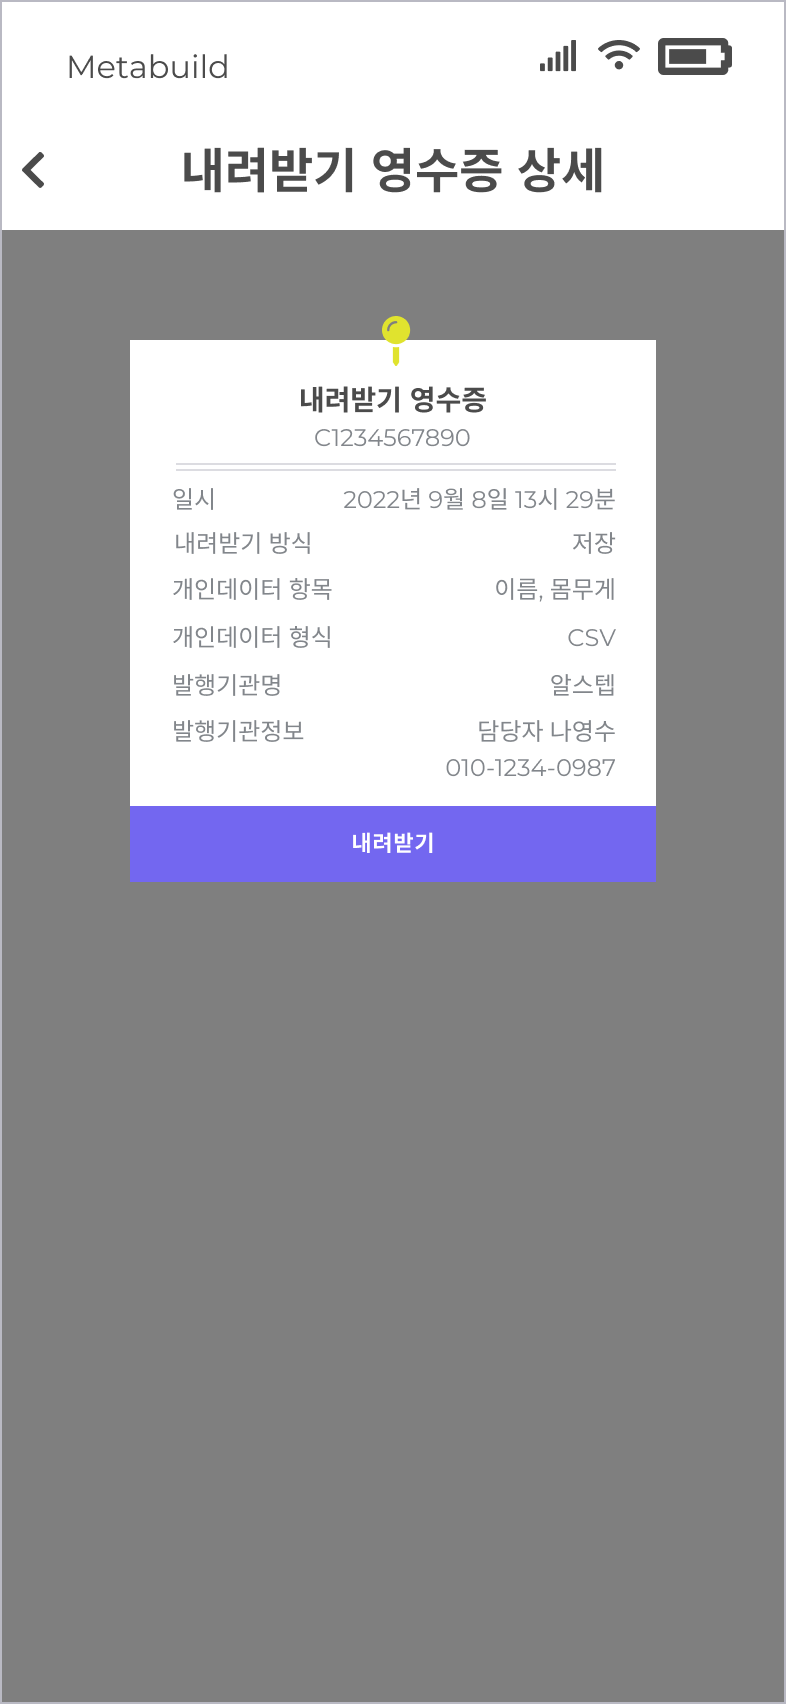 Metabuild
내려받기 영수증 상세
내려받기 영수증
C1234567890
일시 2022년 9월 8일 13시 29분
내려받기 방식 저장
개인데이터 항목 이름, 몸무게
개인데이터 형식 CSV
발행기관명 알스텝
발행기관정보 담당자 나영수
010-1234-0987
내려받기